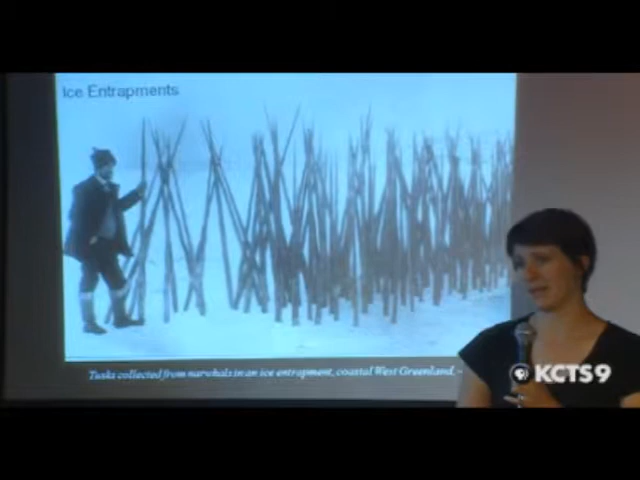 Ice Entrapments
Tusks collected from narwhals in an ice entrapment, coastal West Greenland.
KCTS9